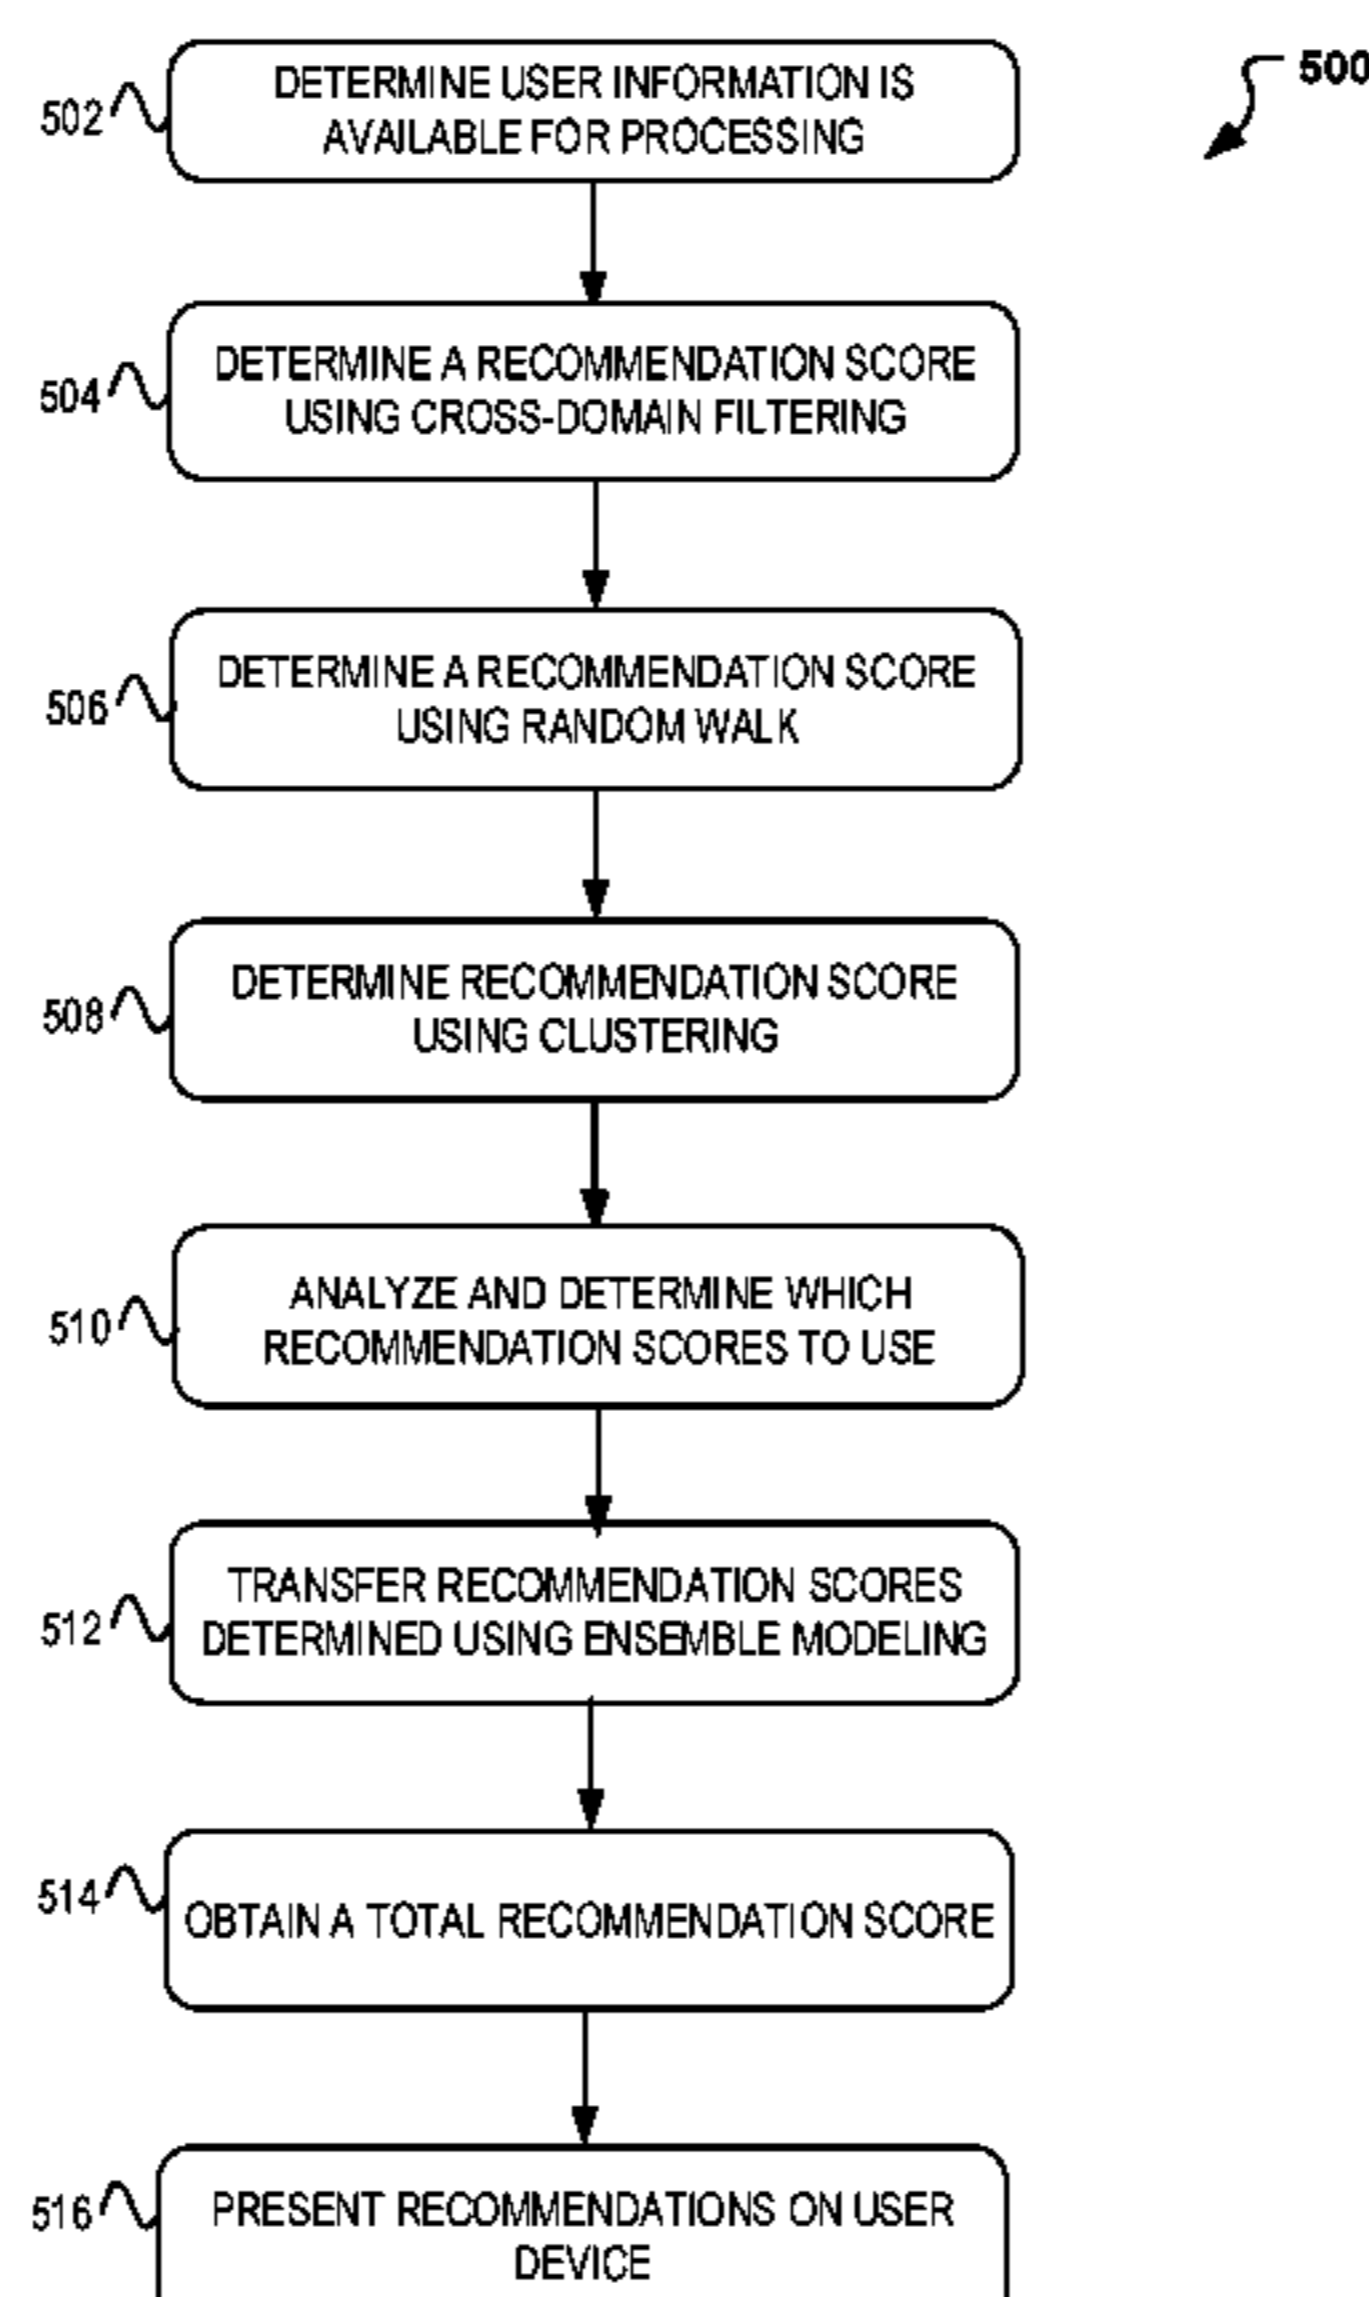 500
502
DETERMINE USER INFORMATION IS
AVAILABLE FOR PROCESSING
504
DETERMINE A RECOMMENDATION SCORE
USING CROSS-DOMAIN FILTERING
506
DETERMINE A RECOMMENDATION SCORE
USING RANDOM WALK
508
DETERMINE RECOMMENDATION SCORE
USING CLUSTERING
510
ANALYZE AND DETERMINE WHICH
RECOMMENDATION SCORES TO USE
512
TRANSFER RECOMMENDATION SCORES
DETERMINED USING ENSEMBLE MODELING
514
OBTAIN A TOTAL RECOMMENDATION SCORE
516
PRESENT RECOMMENDATIONS ON USER
DEVICE